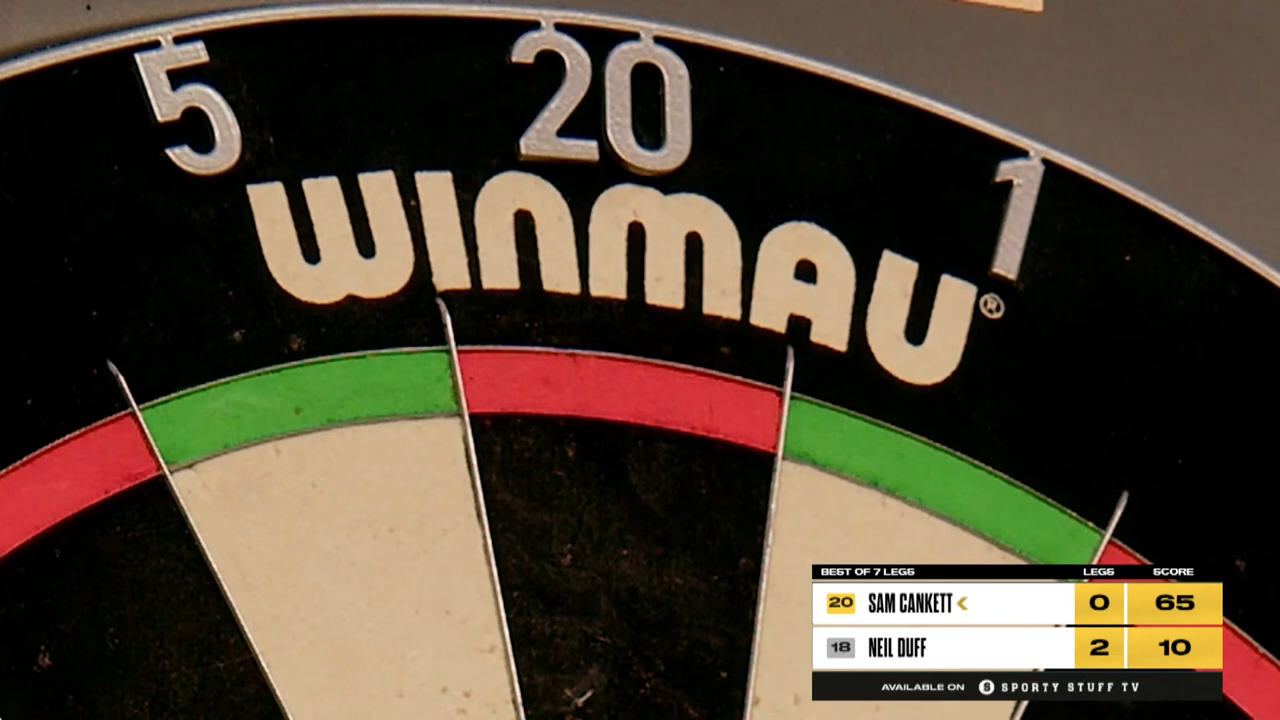 5 20 1
WINMAU®
BEST OF 7 LEGS LEGS SCORE
20 SAM CANKETT 0 65
18 NEIL DUFF 2 10
AVAILABLE ON S SPORTY STUFF TV